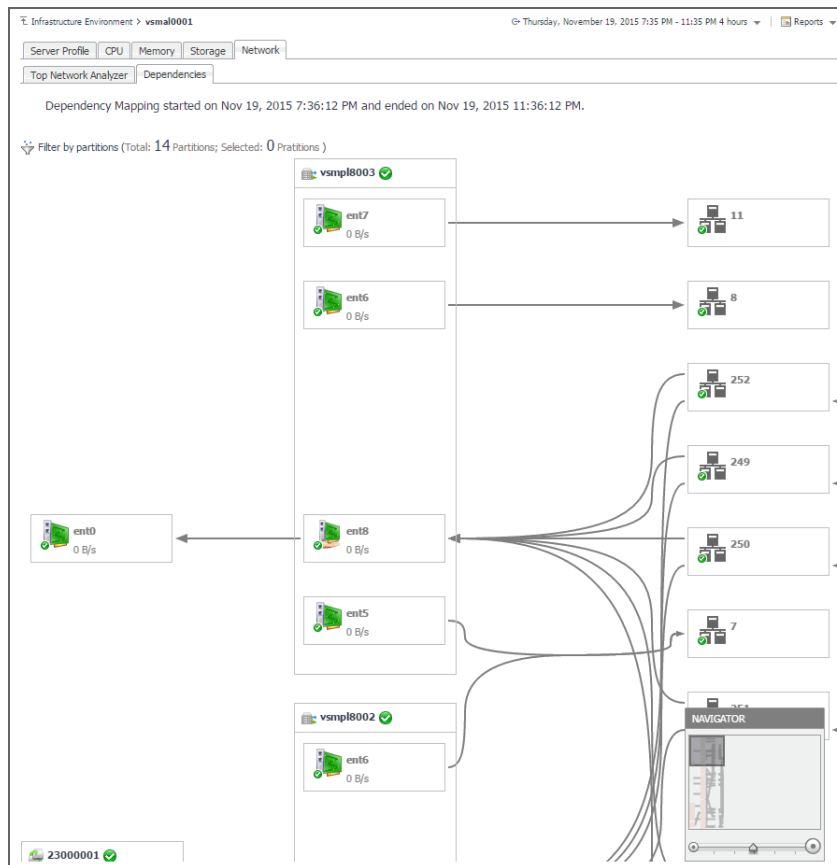 Infrastructure Environment > vsmal0001
Thursday, November 19, 2015 7:35 PM - 11:35 PM 4 hours
Reports
Server Profile
CPU
Memory
Storage
Network
Top Network Analyzer
Dependencies
Dependency Mapping started on Nov 19, 2015 7:36:12 PM and ended on Nov 19, 2015 11:36:12 PM.
Filter by partitions (Total: 14 Partitions; Selected: 0 Pratitions )
vsmpl8003
ent7
0 B/s
11
ent6
0 B/s
8
252
249
ent0
0 B/s
ent8
0 B/s
250
ent5
0 B/s
7
vsmpl8002
NAVIGATOR
ent6
0 B/s
23000001